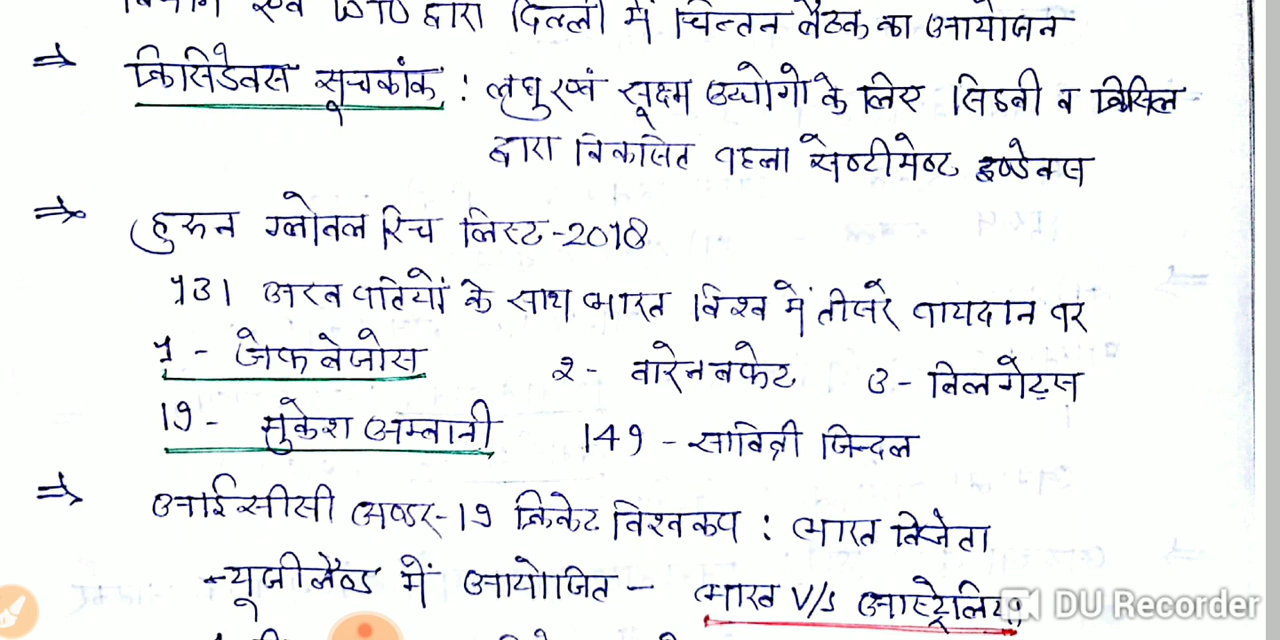 विभाग एवं WTO द्वारा दिल्ली में चिन्तन बैठक का आयोजन
⇒ क्रिसिडेक्स सूचकांक : लघु एवं सूक्ष्म उद्योगो के लिए सिडबी व क्रिसिल
द्वारा विकसित पहला सेण्टीमेण्ट इण्डेक्स
⇒ हुरुन ग्लोबल रिच लिस्ट-2018
131 अरब पतियों के साथ भारत विश्व में तीसरे पायदान पर
1 - जेफ बेजोस 2 - वारेन बफेट 3 - बिल गेट्स
19 - मुकेश अम्बानी 149 - सावित्री जिन्दल
⇒ आईसीसी अण्डर-19 क्रिकेट विश्वकप : भारत विजेता
- न्यूजीलैण्ड में आयोजित - भारत V/s आस्ट्रेलिया
DU Recorder